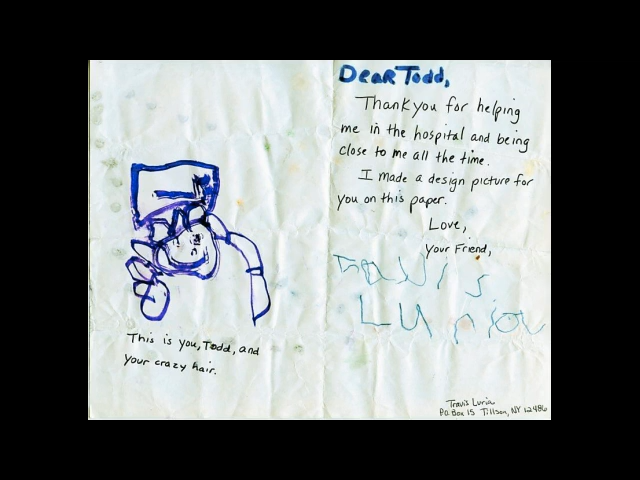 Dear Todd,
Thank you for helping
me in the hospital and being
close to me all the time.
I made a design picture for
you on this paper.
Love,
Your Friend,
Travis
Luria
This is you, Todd, and
your crazy hair.
Travis Luria
P.O. Box 15 Tillson, NY 12486